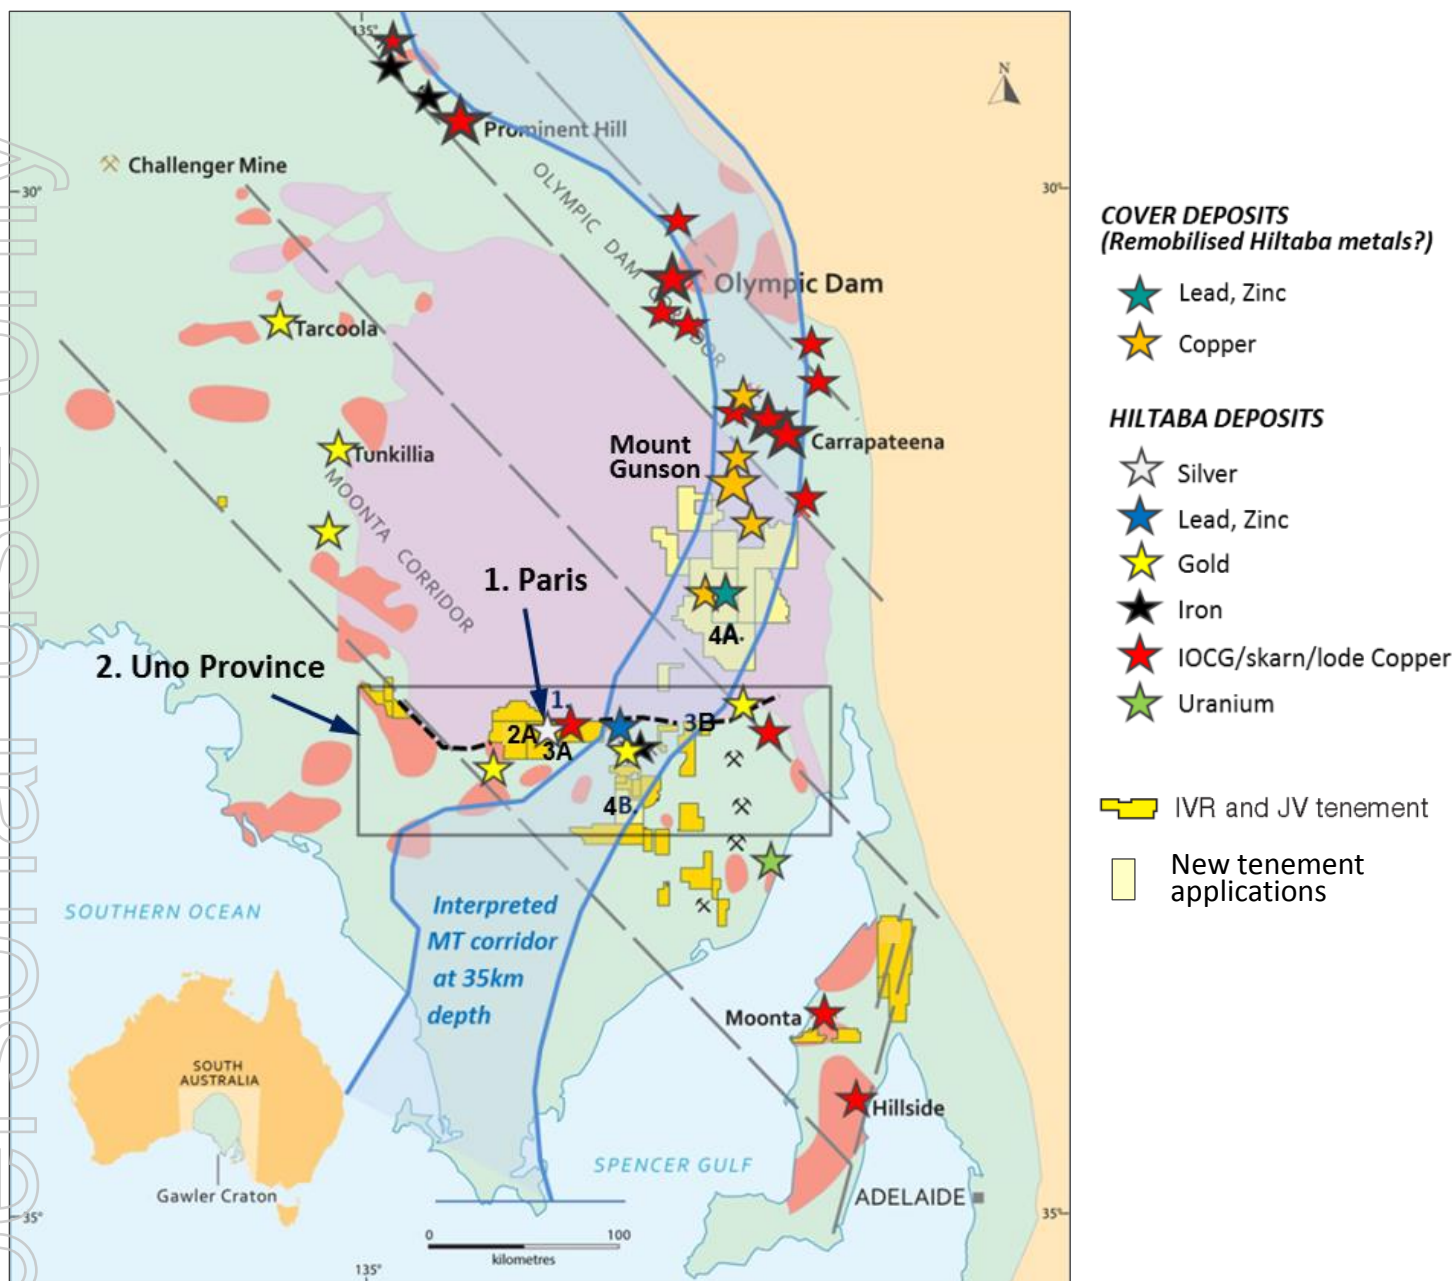 135°
N
Prominent Hill
Challenger Mine
30°
30°
OLYMPIC DAM CORRIDOR
Olympic Dam
Tarcoola
Mount
Gunson
Carrapateena
Tunkillia
MOONTA CORRIDOR
1. Paris
4A.
2. Uno Province
1.
2A
3A
3B
4B.
SOUTHERN OCEAN
Interpreted
MT corridor
at 35km
depth
Moonta
Hillside
SOUTH
AUSTRALIA
Gawler Craton
SPENCER GULF
ADELAIDE
35°
35°
0 100
kilometres
135°
COVER DEPOSITS
(Remobilised Hiltaba metals?)
Lead, Zinc
Copper
HILTABA DEPOSITS
Silver
Lead, Zinc
Gold
Iron
IOCG/skarn/lode Copper
Uranium
IVR and JV tenement
New tenement
applications